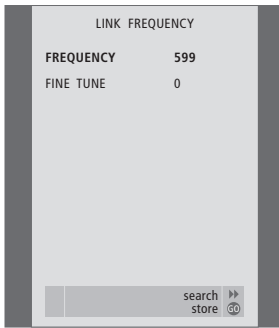 LINK FREQUENCY
FREQUENCY 599
FINE TUNE 0
search
store GO